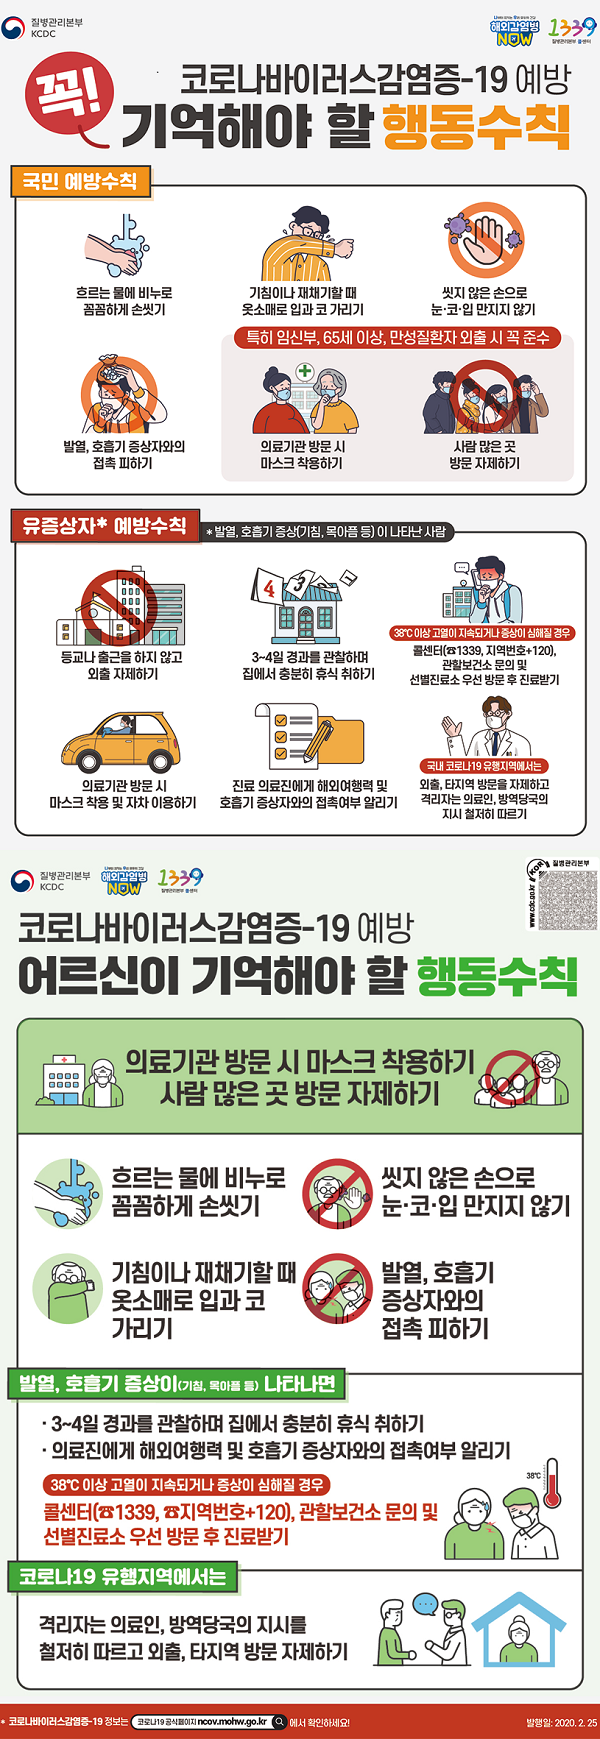 질병관리본부
KCDC
해외감염병
NOW
1339
질병관리본부 콜센터
꼭!
코로나바이러스감염증-19 예방
기억해야 할 행동수칙
국민 예방수칙
흐르는 물에 비누로
꼼꼼하게 손씻기
기침이나 재채기할 때
옷소매로 입과 코 가리기
씻지 않은 손으로
눈·코·입 만지지 않기
특히 임신부, 65세 이상, 만성질환자 외출 시 꼭 준수
발열, 호흡기 증상자와의
접촉 피하기
의료기관 방문 시
마스크 착용하기
사람 많은 곳
방문 자제하기
유증상자* 예방수칙
* 발열, 호흡기 증상(기침, 목아픔 등)이 나타난 사람
등교나 출근을 하지 않고
외출 자제하기
4
3
3~4일 경과를 관찰하며
집에서 충분히 휴식 취하기
38℃ 이상 고열이 지속되거나 증상이 심해질 경우
콜센터(☎1339, 지역번호+120),
관할보건소 문의 및
선별진료소 우선 방문 후 진료받기
의료기관 방문 시
마스크 착용 및 자차 이용하기
진료 의료진에게 해외여행력 및
호흡기 증상자와의 접촉여부 알리기
국내 코로나19 유행지역에서는
외출, 타지역 방문을 자제하고
격리자는 의료인, 방역당국의
지시 철저히 따르기
질병관리본부
KCDC
해외감염병
NOW
1339
질병관리본부 콜센터
질병관리본부
KOR
www.cdc.go.kr
코로나바이러스감염증-19 예방
어르신이 기억해야 할 행동수칙
의료기관 방문 시 마스크 착용하기
사람 많은 곳 방문 자제하기
흐르는 물에 비누로
꼼꼼하게 손씻기
씻지 않은 손으로
눈·코·입 만지지 않기
기침이나 재채기할 때
옷소매로 입과 코
가리기
발열, 호흡기
증상자와의
접촉 피하기
발열, 호흡기 증상이(기침, 목아픔 등) 나타나면
· 3~4일 경과를 관찰하며 집에서 충분히 휴식 취하기
· 의료진에게 해외여행력 및 호흡기 증상자와의 접촉여부 알리기
38℃ 이상 고열이 지속되거나 증상이 심해질 경우
콜센터(☎1339, ☎지역번호+120), 관할보건소 문의 및
선별진료소 우선 방문 후 진료받기
38℃
코로나19 유행지역에서는
격리자는 의료인, 방역당국의 지시를
철저히 따르고 외출, 타지역 방문 자제하기
* 코로나바이러스감염증-19 정보는 코로나19 공식페이지 ncov.mohw.go.kr 에서 확인하세요!
발행일: 2020. 2. 25